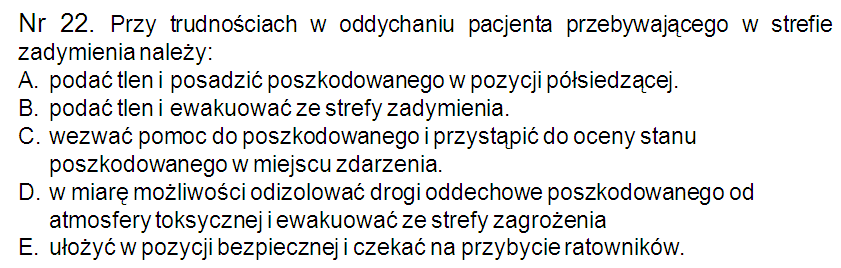 Nr 22. Przy trudnościach w oddychaniu pacjenta przebywającego w strefie
zadymienia należy:
A. podać tlen i posadzić poszkodowanego w pozycji półsiedzącej.
B. podać tlen i ewakuować ze strefy zadymienia.
C. wezwać pomoc do poszkodowanego i przystąpić do oceny stanu
poszkodowanego w miejscu zdarzenia.
D. w miarę możliwości odizolować drogi oddechowe poszkodowanego od
atmosfery toksycznej i ewakuować ze strefy zagrożenia
E. ułożyć w pozycji bezpiecznej i czekać na przybycie ratowników.